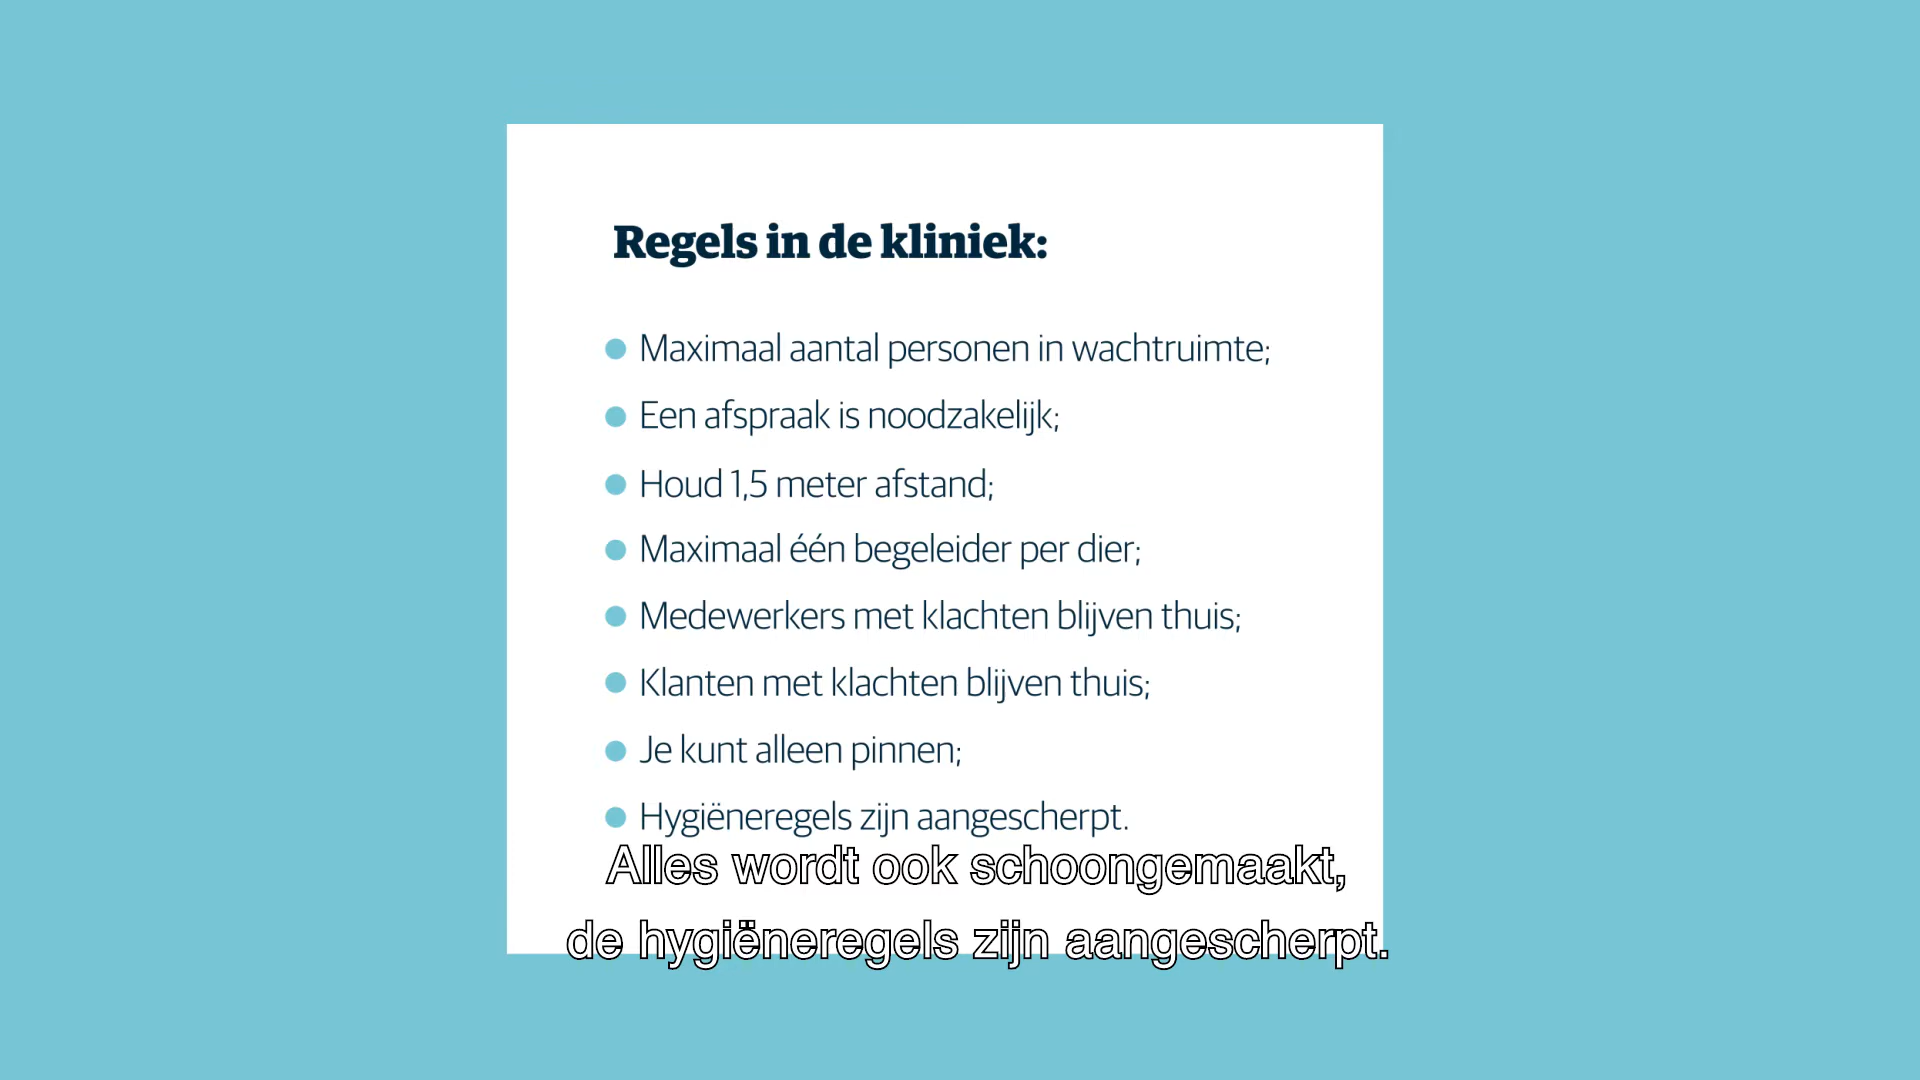 Regels in de kliniek:
Maximaal aantal personen in wachtruimte;
Een afspraak is noodzakelijk;
Houd 1,5 meter afstand;
Maximaal één begeleider per dier;
Medewerkers met klachten blijven thuis;
Klanten met klachten blijven thuis;
Je kunt alleen pinnen;
Hygiëneregels zijn aangescherpt.
Alles wordt ook schoongemaakt,
de hygiëneregels zijn aangescherpt.